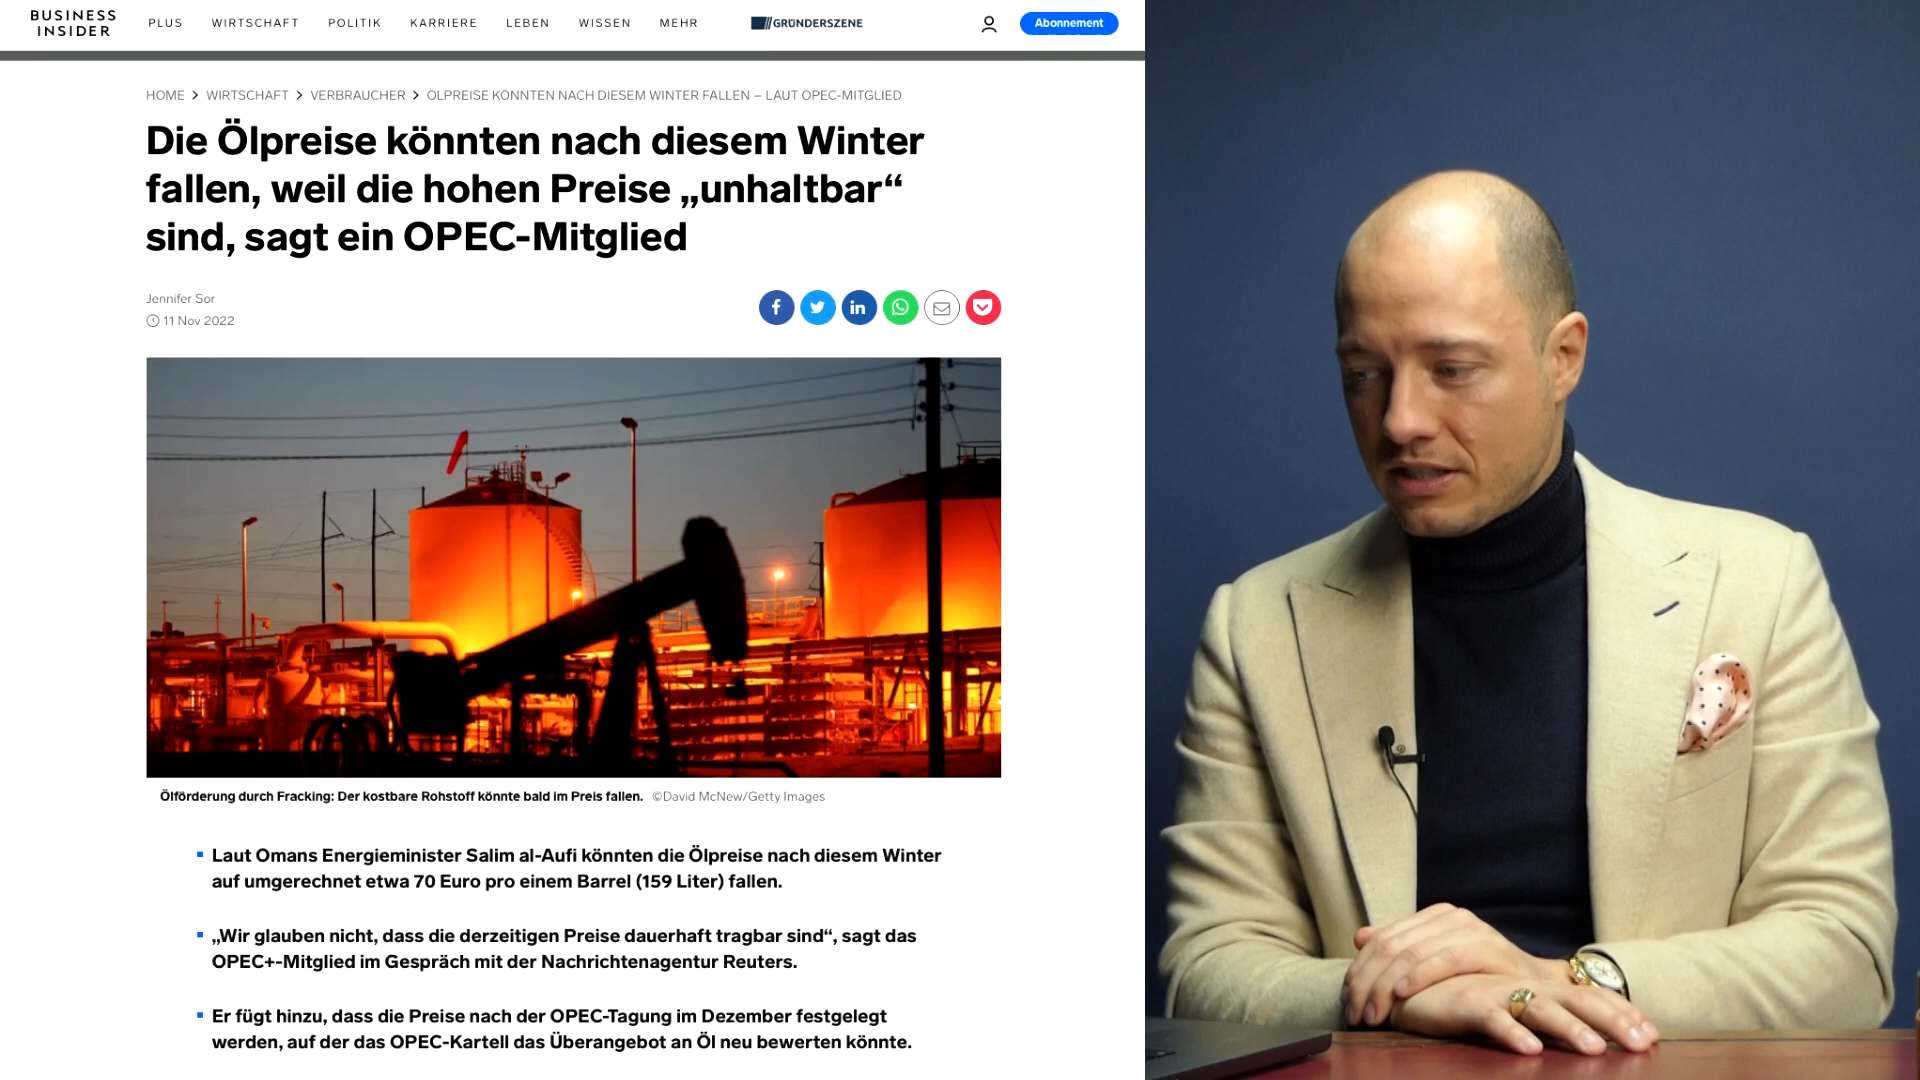 BUSINESS
INSIDER
PLUS WIRTSCHAFT POLITIK KARRIERE LEBEN WISSEN MEHR GRÜNDERSZENE Abonnement
HOME > WIRTSCHAFT > VERBRAUCHER > ÖLPREISE KÖNNTEN NACH DIESEM WINTER FALLEN – LAUT OPEC-MITGLIED
Die Ölpreise könnten nach diesem Winter
fallen, weil die hohen Preise „unhaltbar“
sind, sagt ein OPEC-Mitglied
Jennifer Sor
11 Nov 2022
Ölförderung durch Fracking: Der kostbare Rohstoff könnte bald im Preis fallen. ©David McNew/Getty Images
Laut Omans Energieminister Salim al-Aufi könnten die Ölpreise nach diesem Winter
auf umgerechnet etwa 70 Euro pro einem Barrel (159 Liter) fallen.
„Wir glauben nicht, dass die derzeitigen Preise dauerhaft tragbar sind“, sagt das
OPEC+-Mitglied im Gespräch mit der Nachrichtenagentur Reuters.
Er fügt hinzu, dass die Preise nach der OPEC-Tagung im Dezember festgelegt
werden, auf der das OPEC-Kartell das Überangebot an Öl neu bewerten könnte.